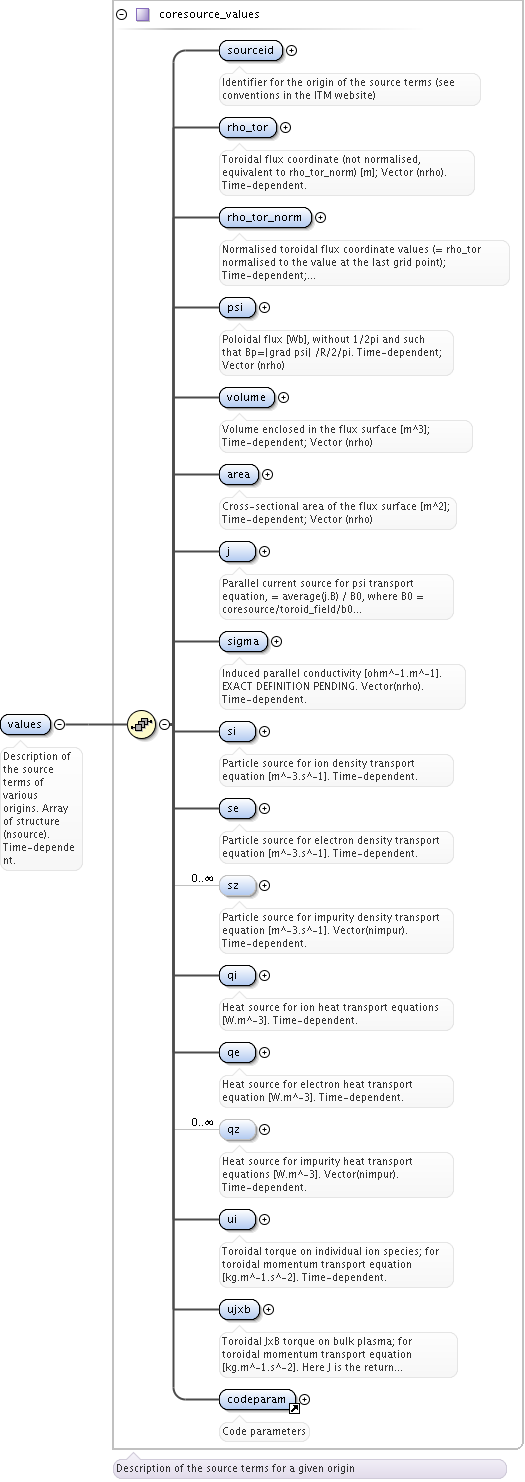 coresource_values
sourceid
Identifier for the origin of the source terms (see
conventions in the ITM website)
rho_tor
Toroidal flux coordinate (not normalised,
equivalent to rho_tor_norm) [m]; Vector (nrho).
Time-dependent.
rho_tor_norm
Normalised toroidal flux coordinate values (= rho_tor
normalised to the value at the last grid point);
Time-dependent;...
psi
Poloidal flux [Wb], without 1/2pi and such
that Bp=|grad psi| /R/2/pi. Time-dependent;
Vector (nrho)
volume
Volume enclosed in the flux surface [m^3];
Time-dependent; Vector (nrho)
area
Cross-sectional area of the flux surface [m^2];
Time-dependent; Vector (nrho)
j
Parallel current source for psi transport
equation, = average(j.B) / B0, where B0 =
coresource/toroid_field/b0...
sigma
Induced parallel conductivity [ohm^-1.m^-1].
EXACT DEFINITION PENDING. Vector(nrho).
Time-dependent.
values
Description of
the source
terms of
various
origins. Array
of structure
(nsource).
Time-depende
nt.
si
Particle source for ion density transport
equation [m^-3.s^-1]. Time-dependent.
se
Particle source for electron density transport
equation [m^-3.s^-1]. Time-dependent.
0..∞
sz
Particle source for impurity density transport
equation [m^-3.s^-1]. Vector(nimpur).
Time-dependent.
qi
Heat source for ion heat transport equations
[W.m^-3]. Time-dependent.
qe
Heat source for electron heat transport
equation [W.m^-3]. Time-dependent.
0..∞
qz
Heat source for impurity heat transport
equations [W.m^-3]. Vector(nimpur).
Time-dependent.
ui
Toroidal torque on individual ion species; for
toroidal momentum transport equation
[kg.m^-1.s^-2]. Time-dependent.
ujxb
Toroidal JxB torque on bulk plasma; for
toroidal momentum transport equation
[kg.m^-1.s^-2]. Here J is the return...
codeparam
Code parameters
Description of the source terms for a given origin